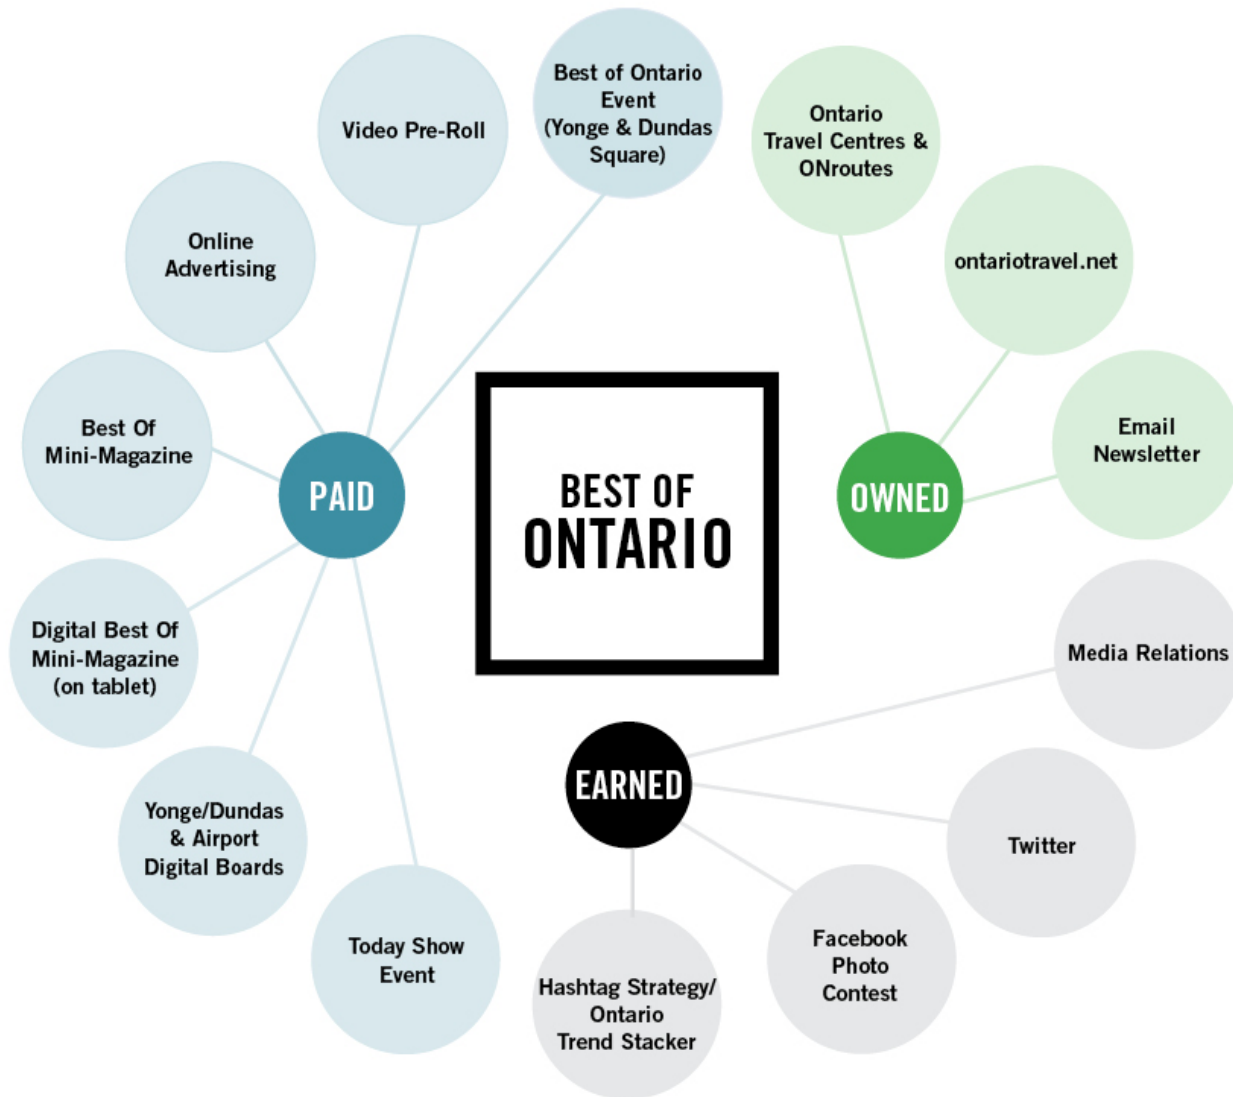 Best of Ontario
Event
(Yonge & Dundas
Square)
Video Pre-Roll
Online
Advertising
Best Of
Mini-Magazine
PAID
Digital Best Of
Mini-Magazine
(on tablet)
Yonge/Dundas
& Airport
Digital Boards
Today Show
Event
BEST OF
ONTARIO
Ontario
Travel Centres &
ONroutes
ontariotravel.net
Email
Newsletter
OWNED
Media Relations
EARNED
Twitter
Facebook
Photo
Contest
Hashtag Strategy/
Ontario
Trend Stacker